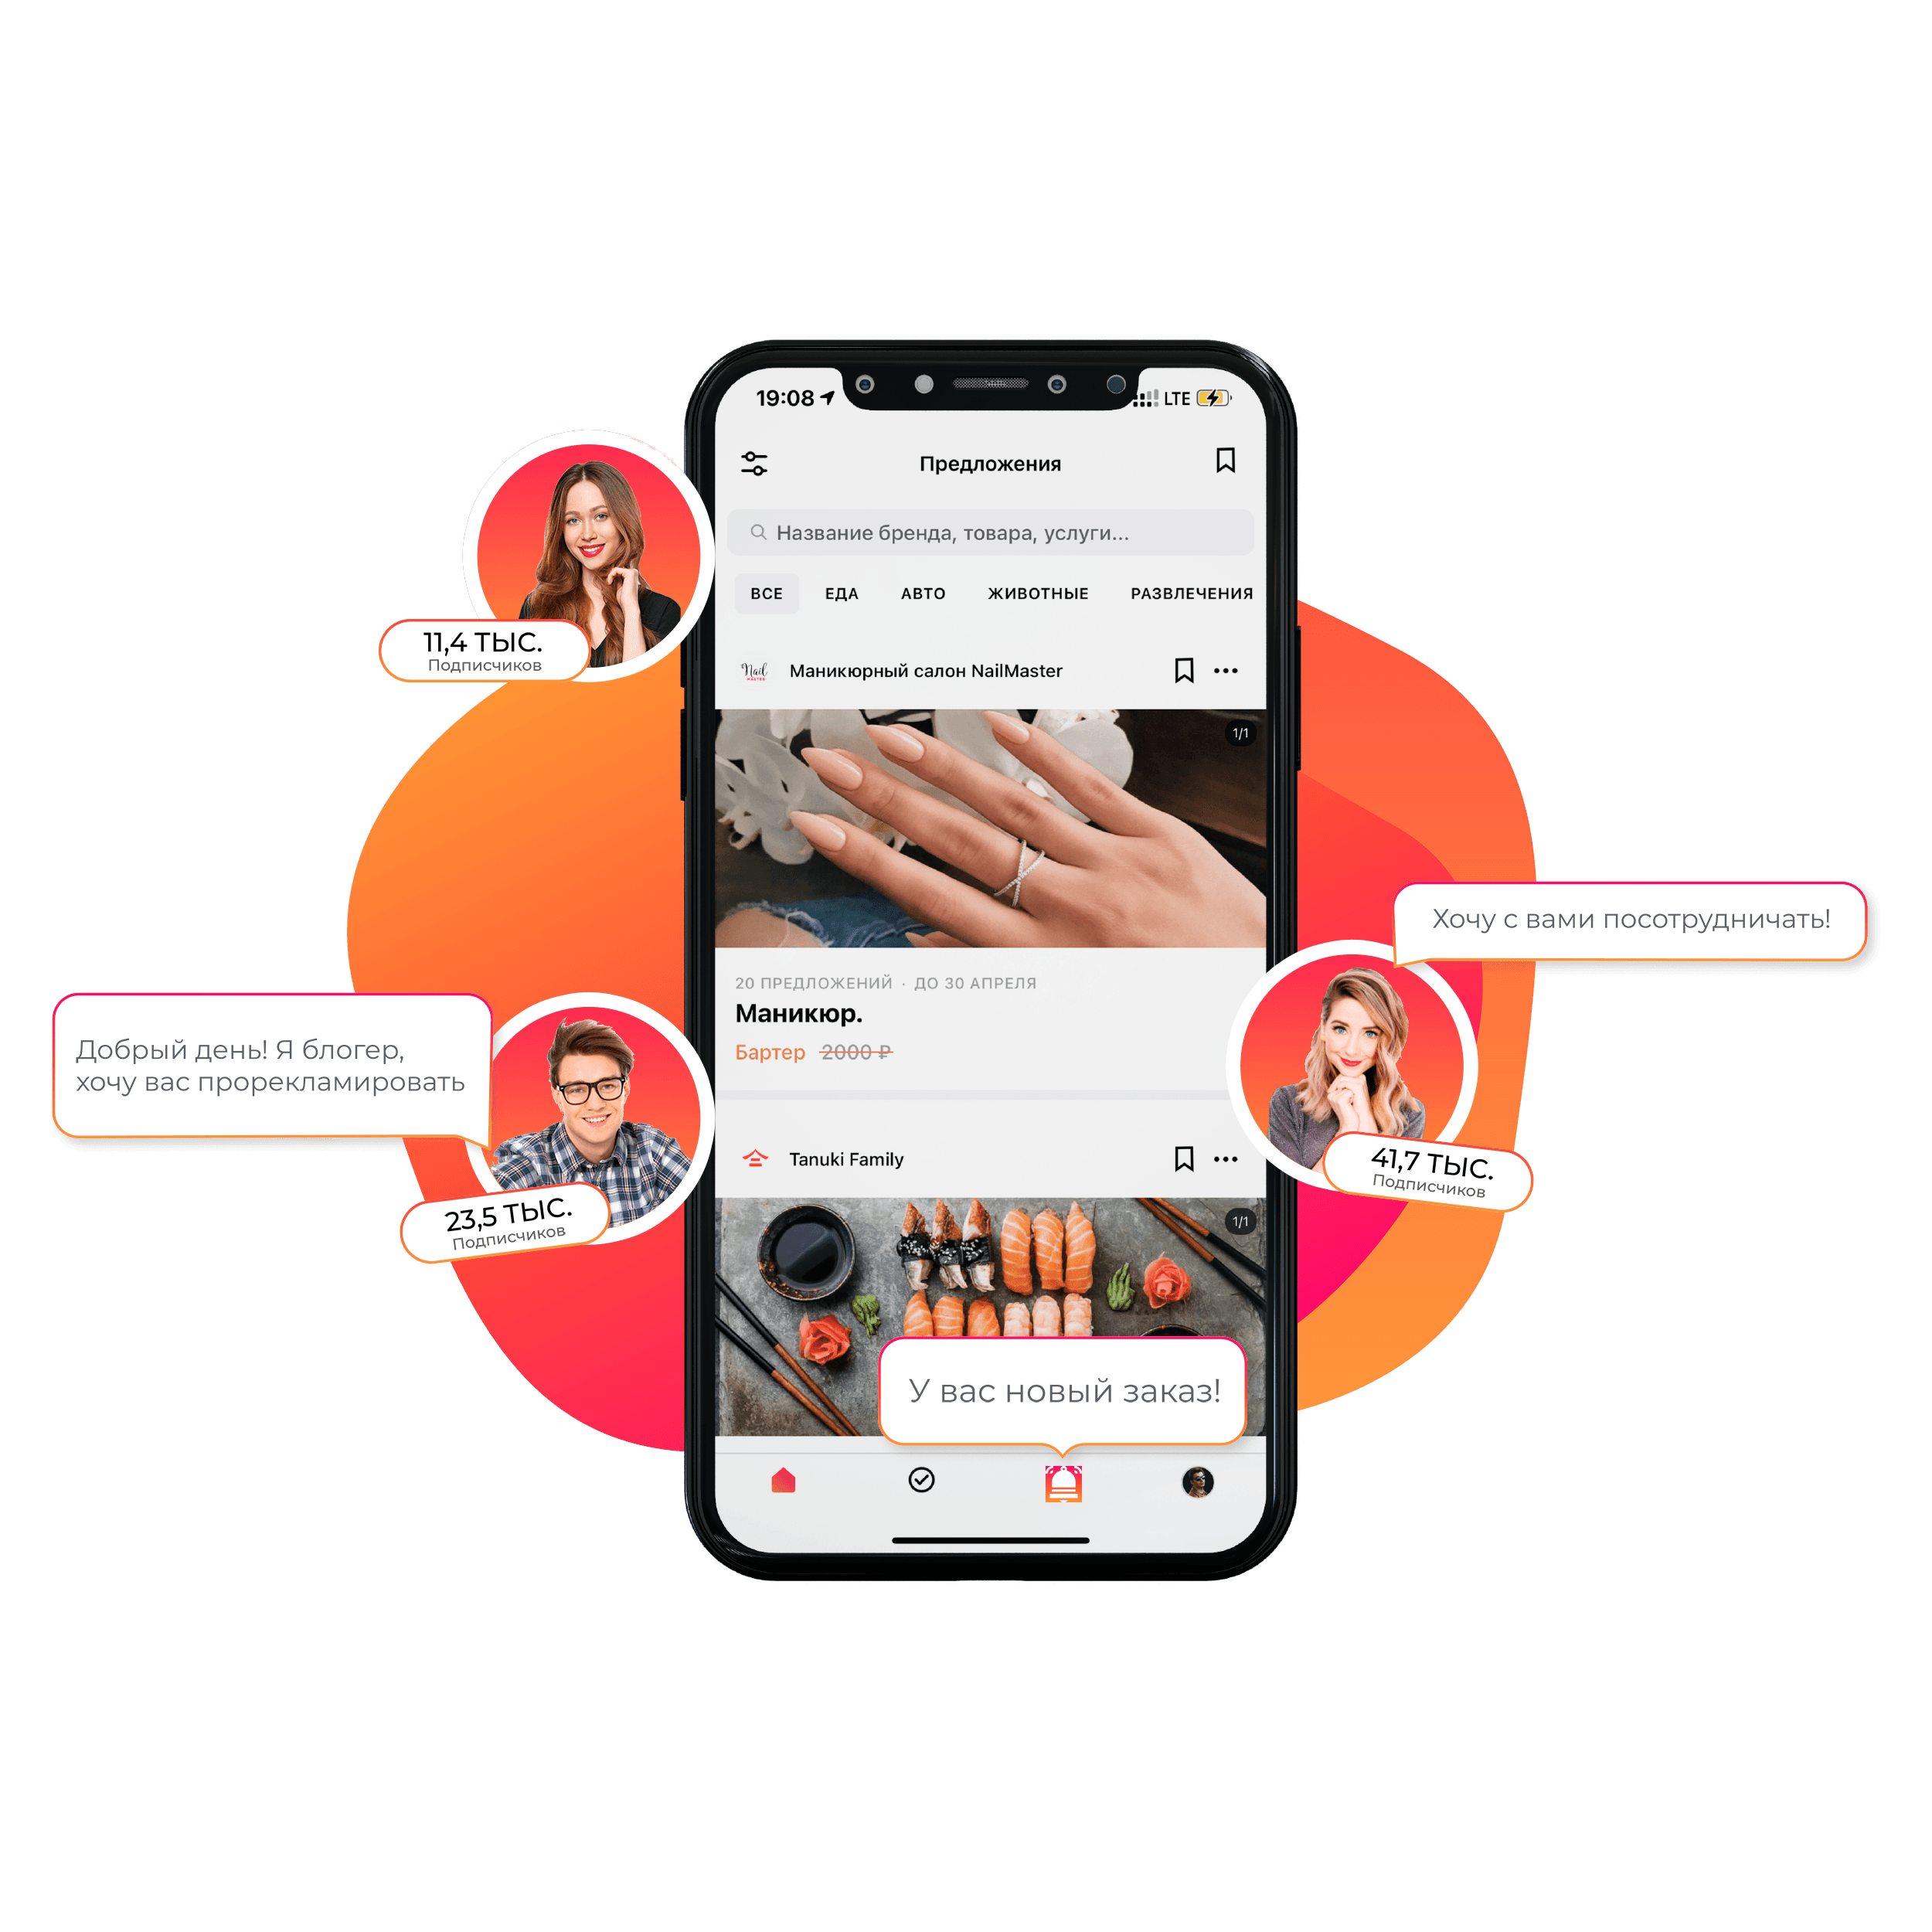 19:08
LTE
Предложения
Название бренда, товара, услуги...
ВСЕ ЕДА АВТО ЖИВОТНЫЕ РАЗВЛЕЧЕНИЯ
11,4 ТЫС.
Подписчиков
Nail
MASTER
Маникюрный салон NailMaster
1/1
Хочу с вами посотрудничать!
20 ПРЕДЛОЖЕНИЙ · ДО 30 АПРЕЛЯ
Маникюр.
Бартер 2000 ₽
Добрый день! Я блогер,
хочу вас прорекламировать
41,7 ТЫС.
Подписчиков
Tanuki Family
23,5 ТЫС.
Подписчиков
1/1
У вас новый заказ!